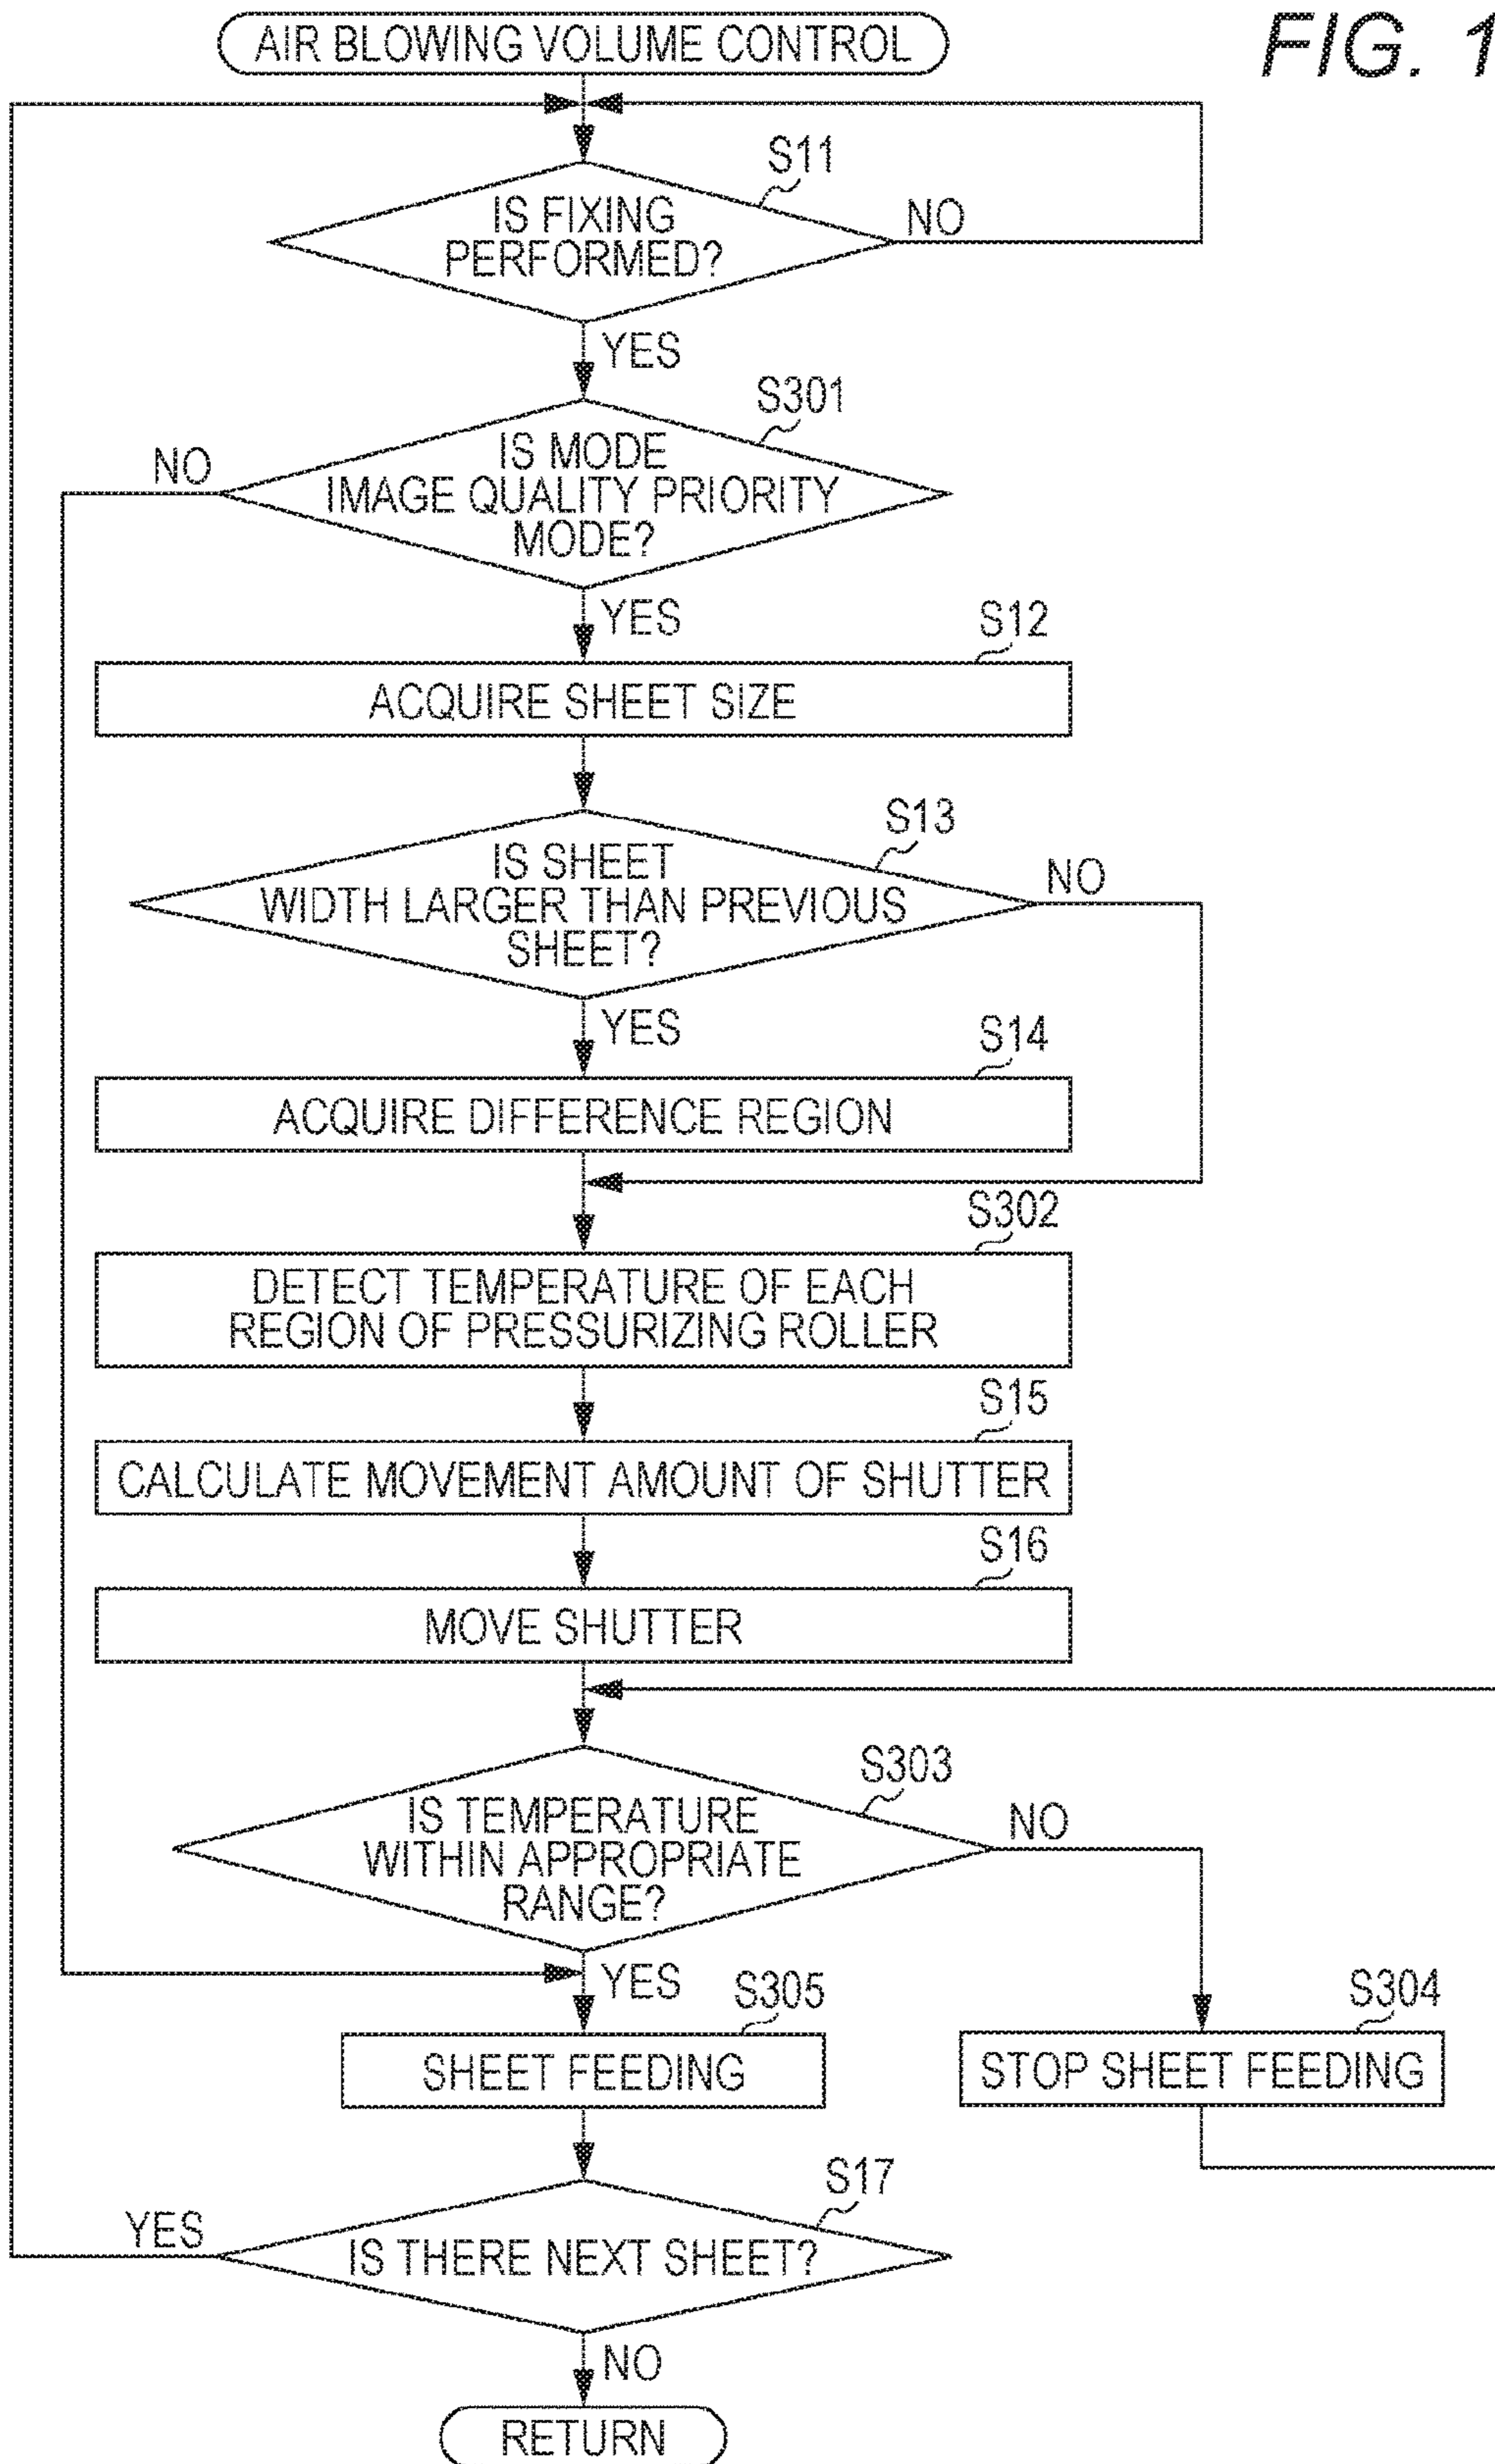 FIG. 1
AIR BLOWING VOLUME CONTROL
S11
IS FIXING
PERFORMED?
NO
YES
S301
IS MODE
IMAGE QUALITY PRIORITY
MODE?
NO
YES
S12
ACQUIRE SHEET SIZE
S13
IS SHEET
WIDTH LARGER THAN PREVIOUS
SHEET?
NO
YES
S14
ACQUIRE DIFFERENCE REGION
S302
DETECT TEMPERATURE OF EACH
REGION OF PRESSURIZING ROLLER
S15
CALCULATE MOVEMENT AMOUNT OF SHUTTER
S16
MOVE SHUTTER
S303
IS TEMPERATURE
WITHIN APPROPRIATE
RANGE?
NO
YES
S305
SHEET FEEDING
S304
STOP SHEET FEEDING
S17
IS THERE NEXT SHEET?
YES
NO
RETURN